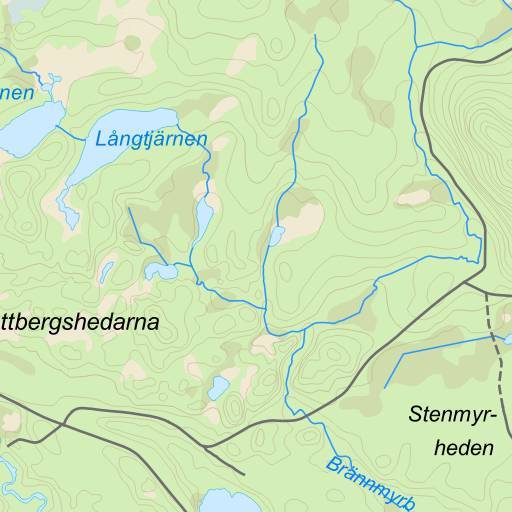 nen
Långtjärnen
ttbergshedarna
Stenmyr-
heden
Brännmyrb